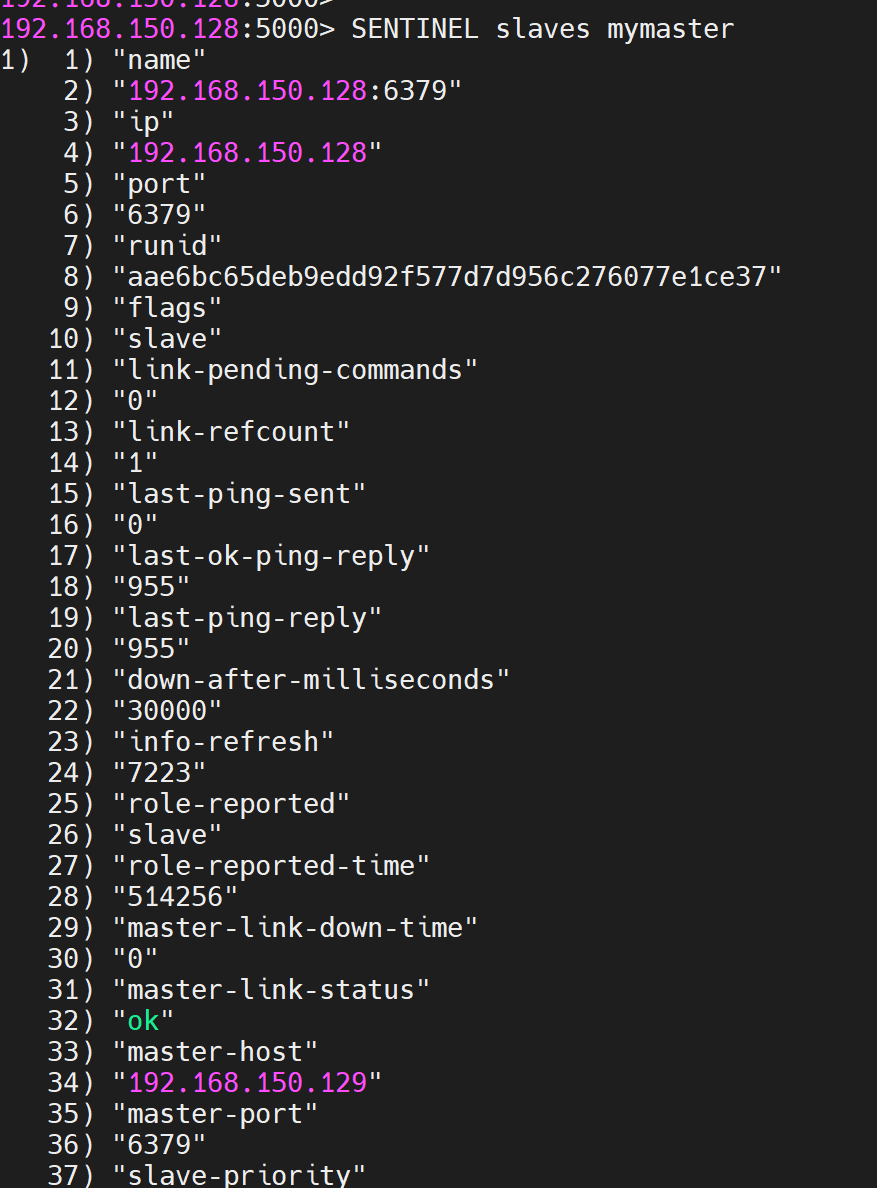 192.168.150.128:5000>
192.168.150.128:5000> SENTINEL slaves mymaster
1)  1) "name"
    2) "192.168.150.128:6379"
    3) "ip"
    4) "192.168.150.128"
    5) "port"
    6) "6379"
    7) "runid"
    8) "aae6bc65deb9edd92f577d7d956c276077e1ce37"
    9) "flags"
   10) "slave"
   11) "link-pending-commands"
   12) "0"
   13) "link-refcount"
   14) "1"
   15) "last-ping-sent"
   16) "0"
   17) "last-ok-ping-reply"
   18) "955"
   19) "last-ping-reply"
   20) "955"
   21) "down-after-milliseconds"
   22) "30000"
   23) "info-refresh"
   24) "7223"
   25) "role-reported"
   26) "slave"
   27) "role-reported-time"
   28) "514256"
   29) "master-link-down-time"
   30) "0"
   31) "master-link-status"
   32) "ok"
   33) "master-host"
   34) "192.168.150.129"
   35) "master-port"
   36) "6379"
   37) "slave-priority"